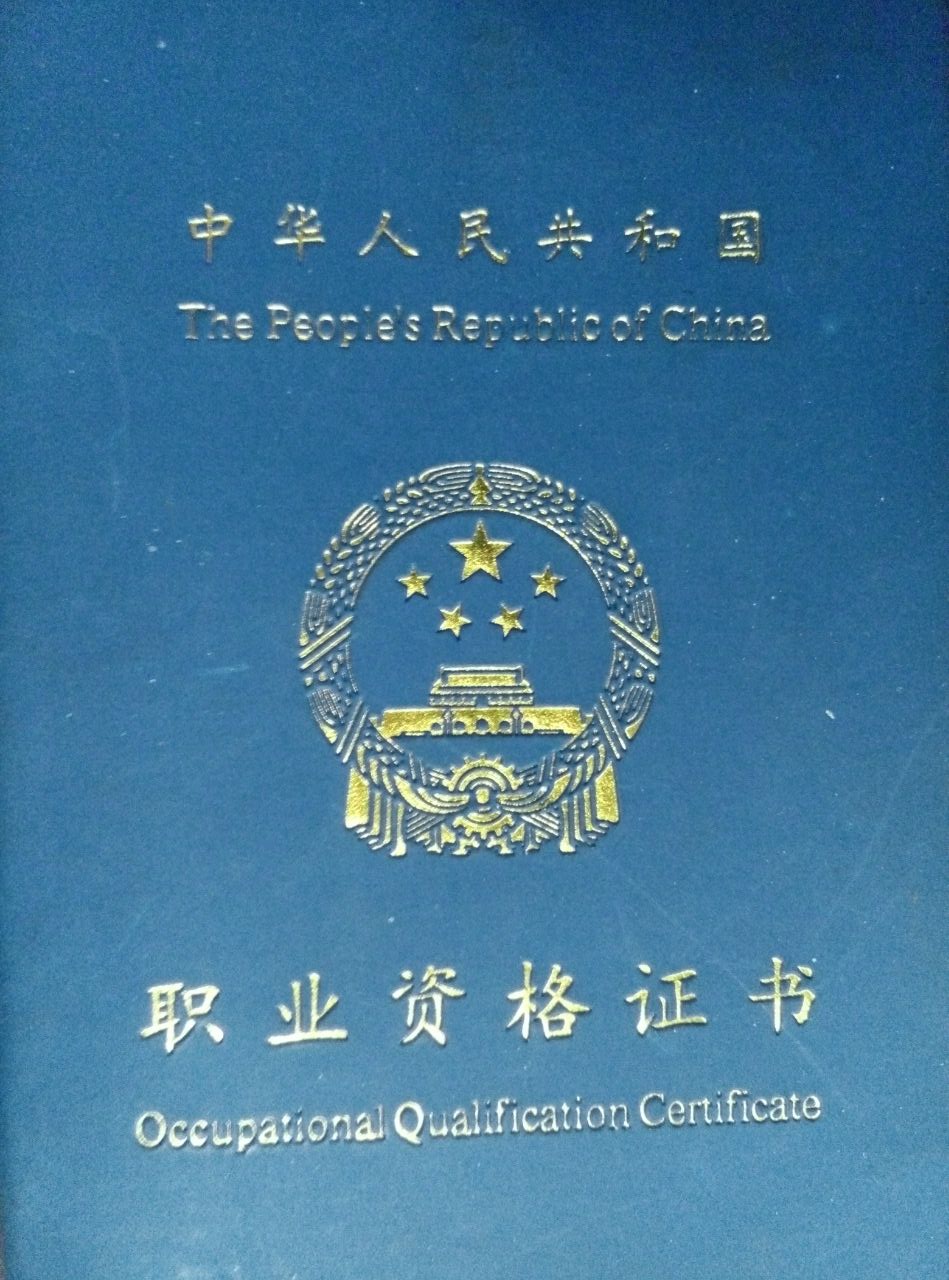 中华人民共和国
The People's Republic of China
职业资格证书
Occupational Qualification Certificate